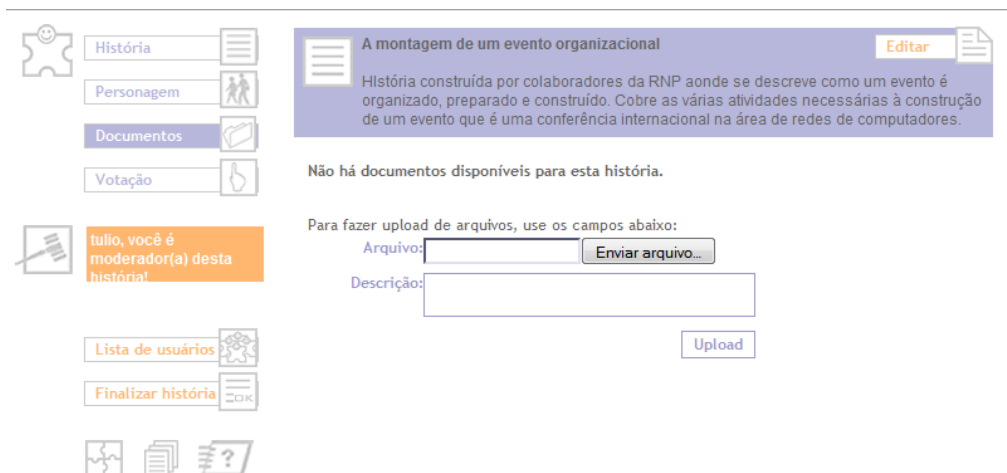 História
Personagem
Documentos
Votação
tulio, você é
moderador(a) desta
história!
Lista de usuários
Finalizar história
OK
?
A montagem de um evento organizacional
Editar
HIstória construída por colaboradores da RNP aonde se descreve como um evento é
organizado, preparado e construído. Cobre as várias atividades necessárias à construção
de um evento que é uma conferência internacional na área de redes de computadores.
Não há documentos disponíveis para esta história.
Para fazer upload de arquivos, use os campos abaixo:
Arquivo:
Enviar arquivo...
Descrição:
Upload